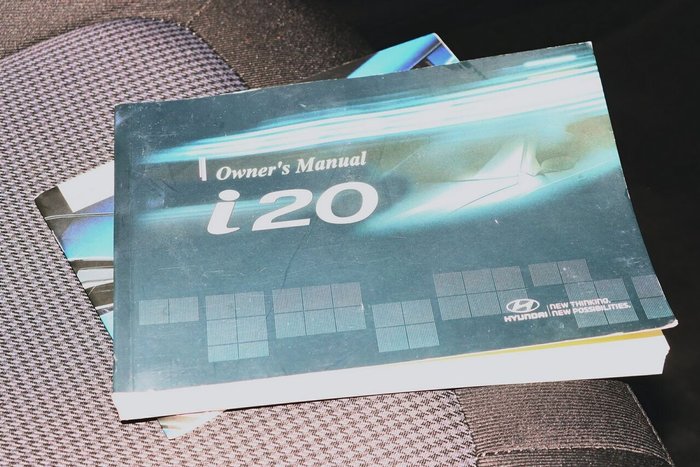 Owner's Manual
i20
HYUNDAI
NEW THINKING.
NEW POSSIBILITIES.